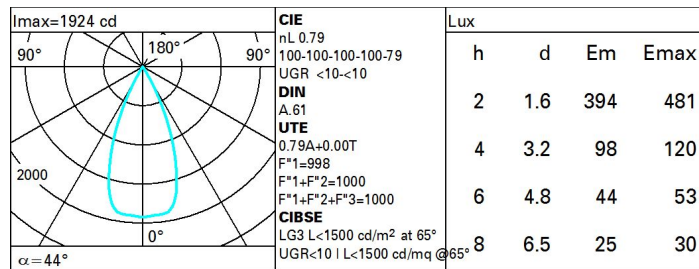 Imax=1924 cd
90°
180°
90°
2000
0°
α=44°
CIE
nL 0.79
100-100-100-100-79
UGR <10-<10
DIN
A.61
UTE
0.79A+0.00T
F"1=998
F"1+F"2=1000
F"1+F"2+F"3=1000
CIBSE
LG3 L<1500 cd/m² at 65°
UGR<10 | L<1500 cd/mq @65°
Lux
h d Em Emax
2 1.6 394 481
4 3.2 98 120
6 4.8 44 53
8 6.5 25 30